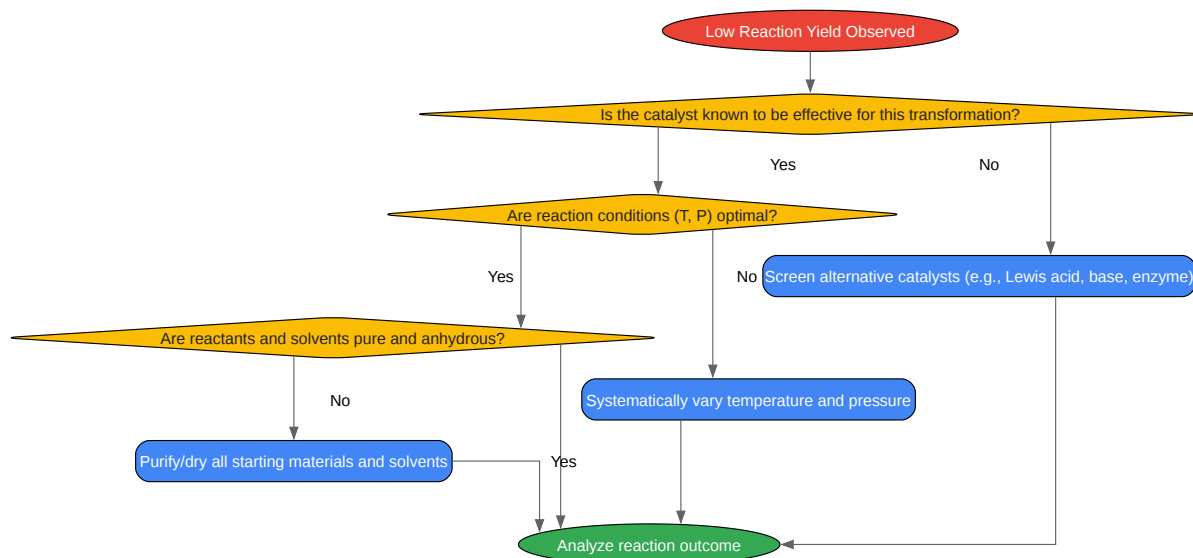 Low Reaction Yield Observed
Is the catalyst known to be effective for this transformation?
Yes
No
Are reaction conditions (T, P) optimal?
Yes
No
Screen alternative catalysts (e.g., Lewis acid, base, enzyme)
Are reactants and solvents pure and anhydrous?
No
Systematically vary temperature and pressure
Purify/dry all starting materials and solvents
Yes
Analyze reaction outcome